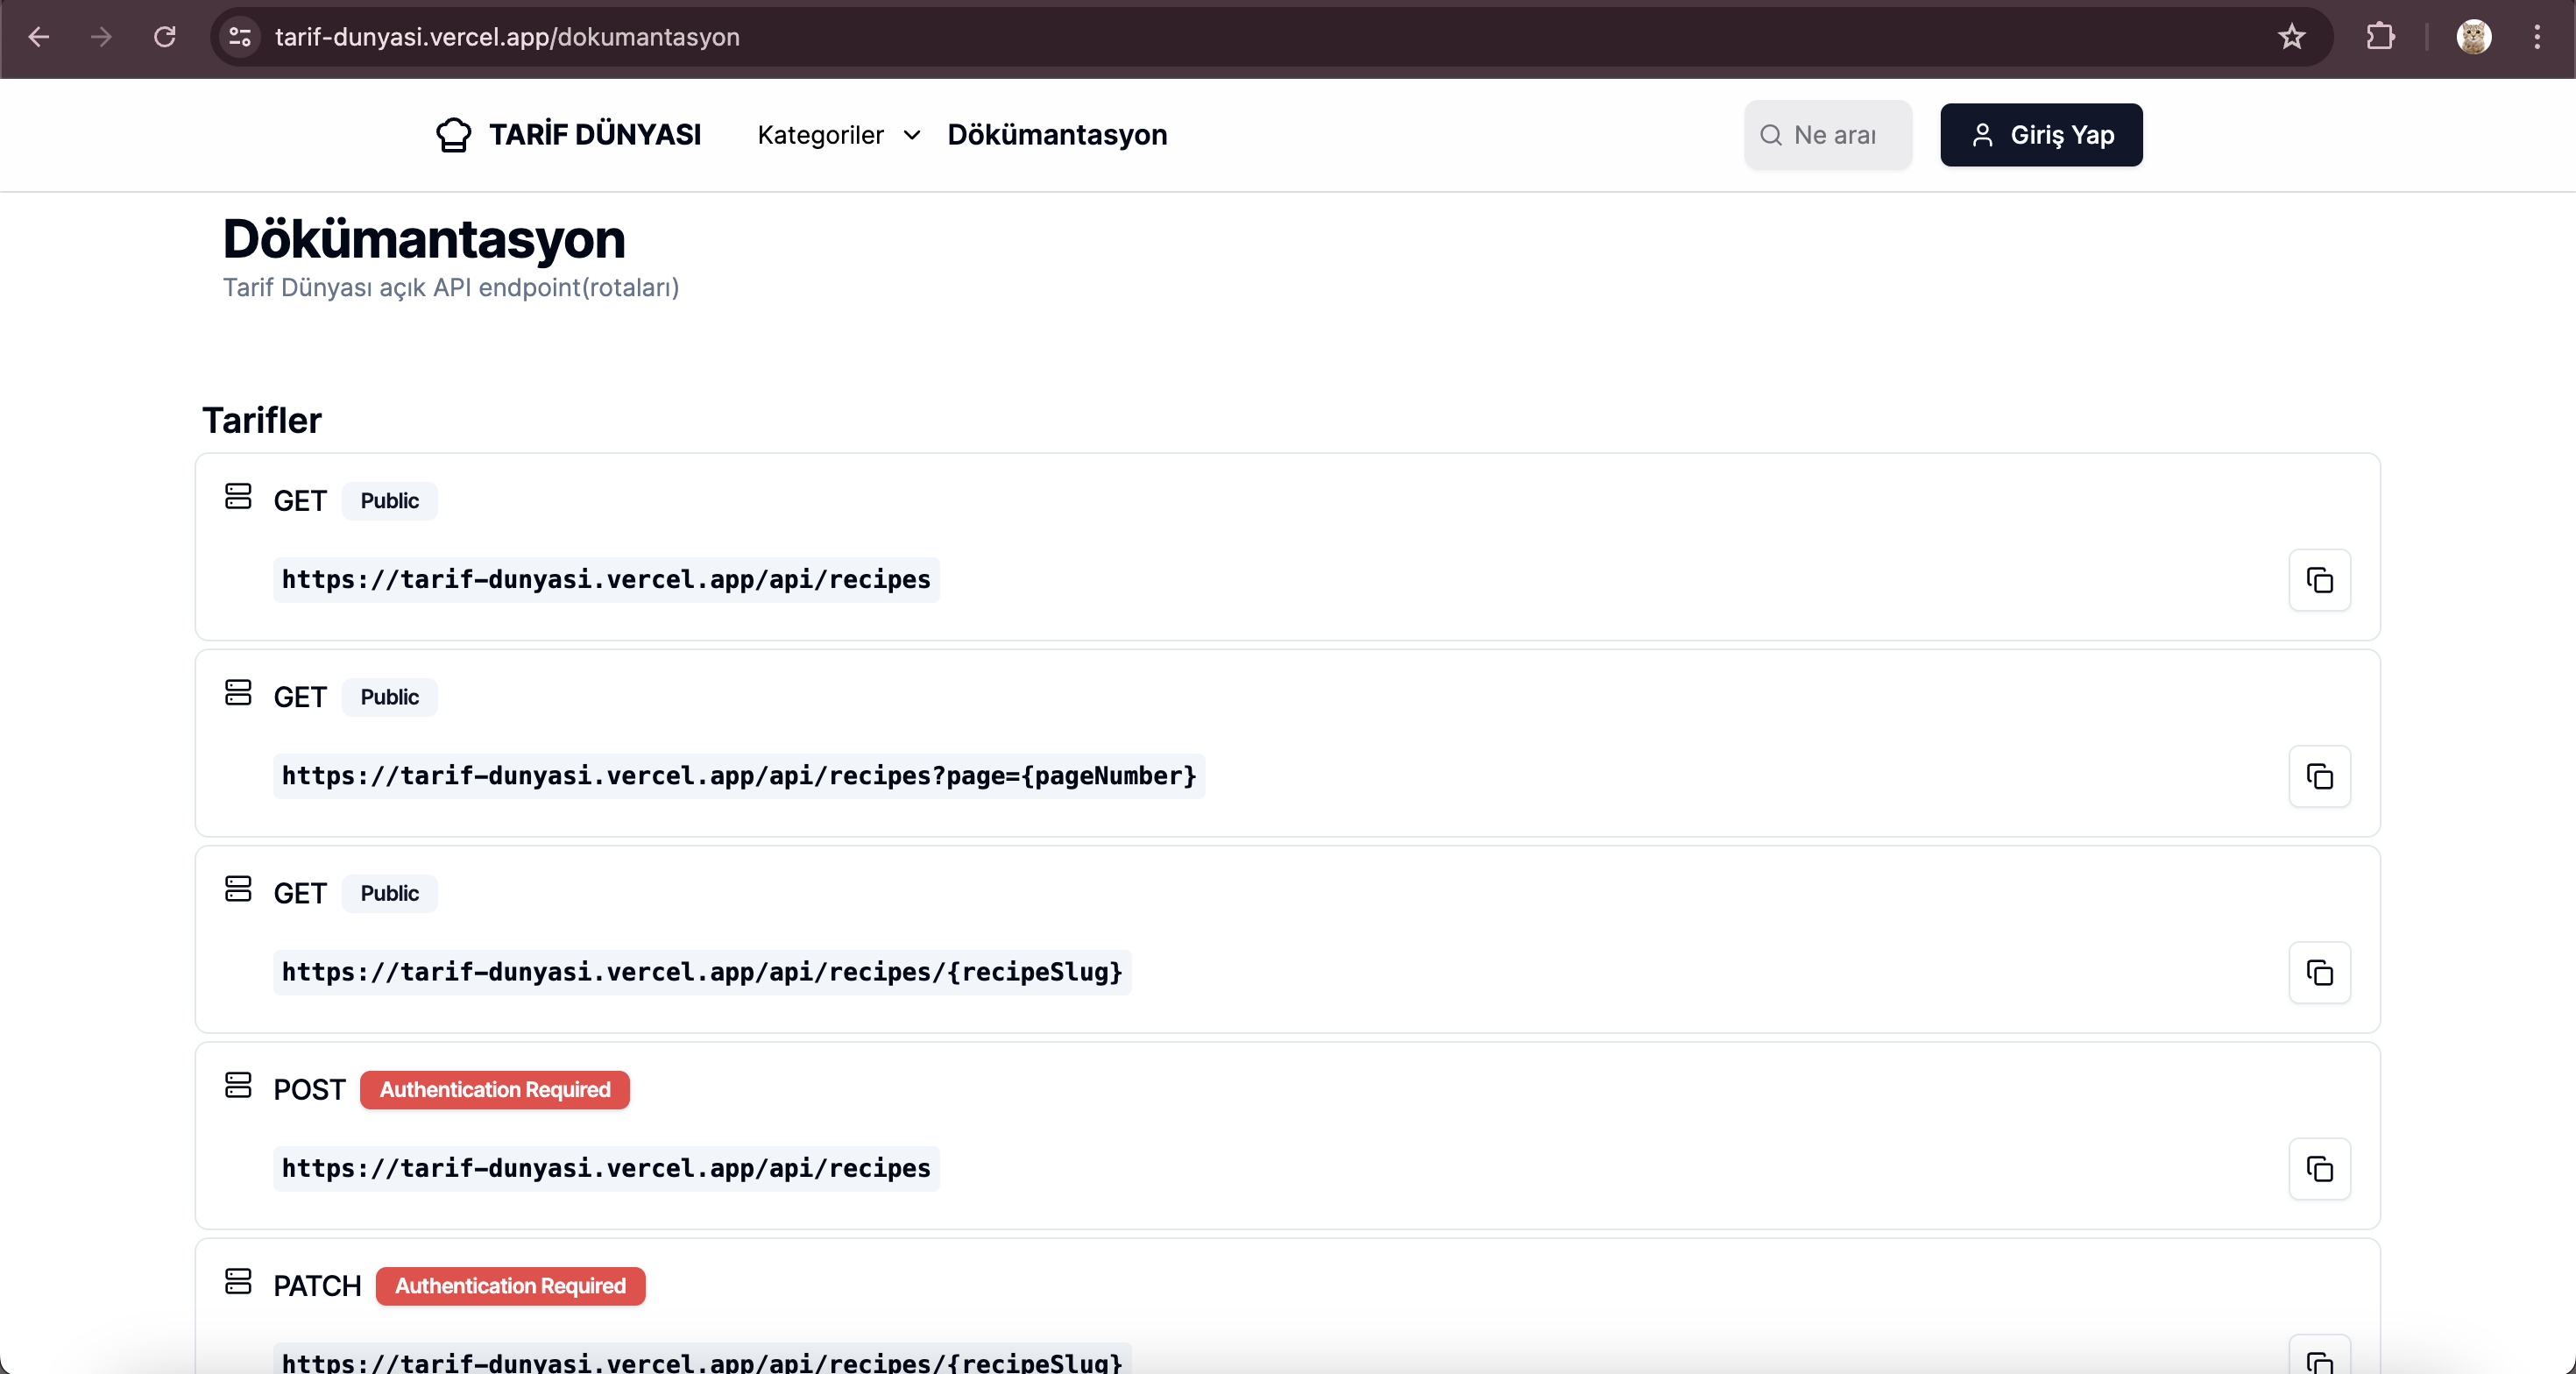 tarif-dunyasi.vercel.app/dokumantasyon
TARİF DÜNYASI Kategoriler Dökümantasyon Ne araı Giriş Yap
Dökümantasyon
Tarif Dünyası açık API endpoint(rotaları)
Tarifler
GET Public
https://tarif-dunyasi.vercel.app/api/recipes
GET Public
https://tarif-dunyasi.vercel.app/api/recipes?page={pageNumber}
GET Public
https://tarif-dunyasi.vercel.app/api/recipes/{recipeSlug}
POST Authentication Required
https://tarif-dunyasi.vercel.app/api/recipes
PATCH Authentication Required
https://tarif-dunyasi.vercel.app/api/recipes/{recipeSlug}